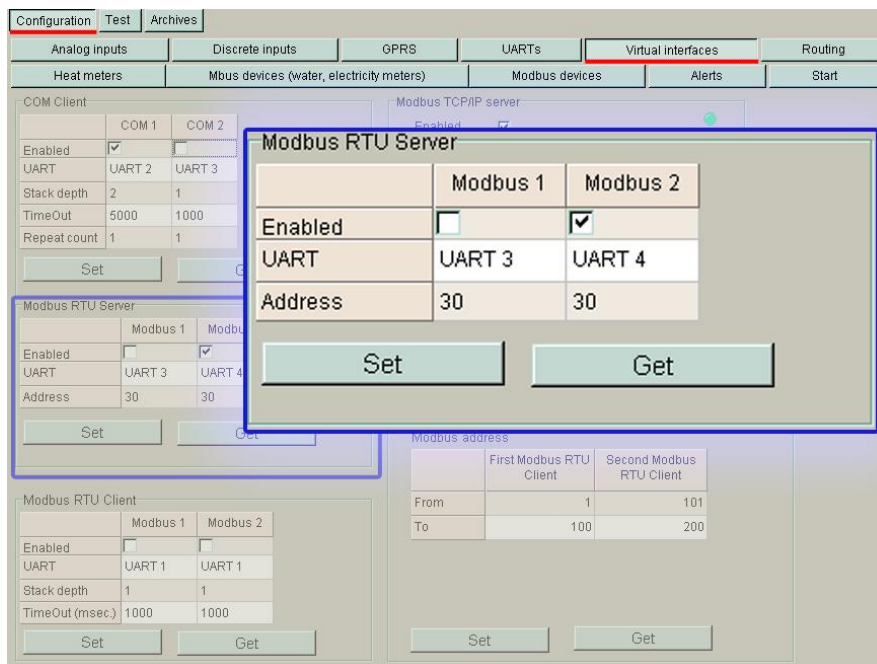 Configuration Test Archives
Analog inputs Discrete inputs GPRS UARTs Virtual interfaces Routing
Heat meters Mbus devices (water, electricity meters) Modbus devices Alerts Start
COM Client
COM 1 COM 2
Enabled
UART UART 2 UART 3
Stack depth 2 1
TimeOut 5000 1000
Repeat count 1 1
Set
Modbus TCP/IP server
Enabled
Modbus RTU Server
Modbus 1 Modbus 2
Enabled
UART UART 3 UART 4
Address 30 30
Set Get
Modbus RTU Server
Modbus 1
Enabled
UART UART 3 UART 4
Address 30 30
Set Get
Modbus address
First Modbus RTU Client Second Modbus RTU Client
From 1 101
To 100 200
Set Get
Modbus RTU Client
Modbus 1 Modbus 2
Enabled
UART UART 1 UART 1
Stack depth 1 1
TimeOut (msec.) 1000 1000
Set Get